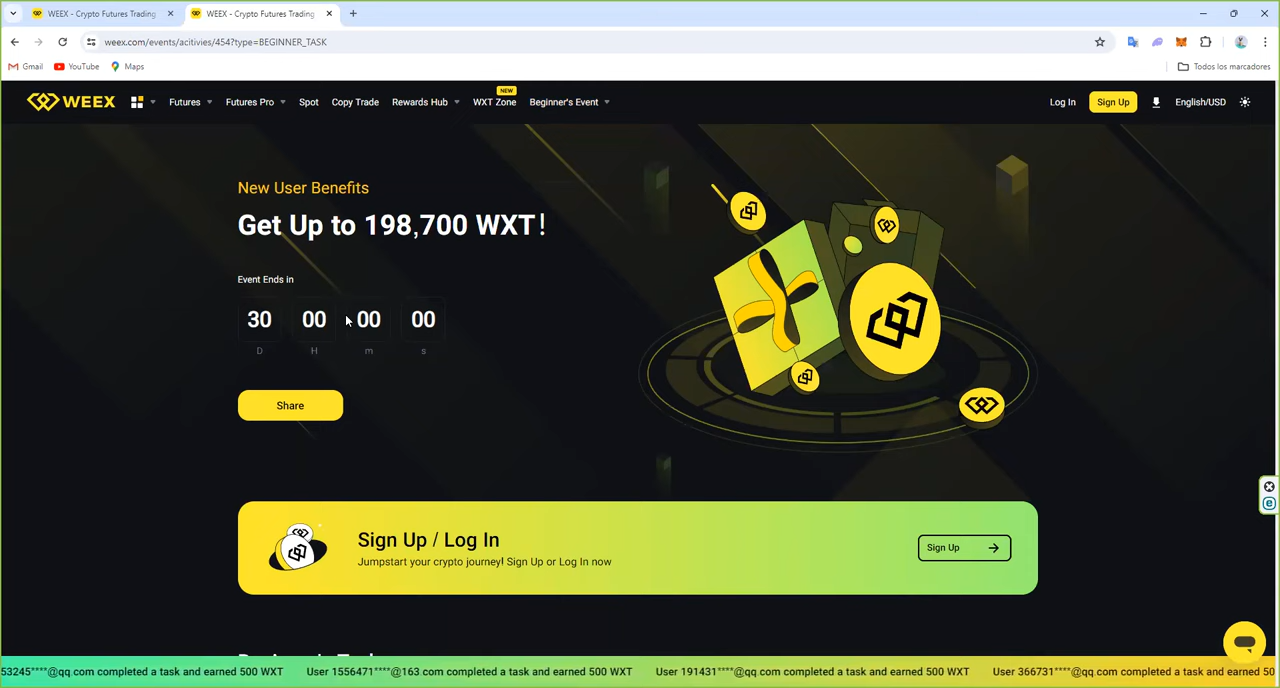 WEEX - Crypto Futures Trading
WEEX - Crypto Futures Trading
weex.com/events/acitivies/454?type=BEGINNER_TASK
Gmail YouTube Maps Todos los marcadores
WEEX Futures Futures Pro Spot Copy Trade Rewards Hub WXT Zone NEW Beginner's Event Log In Sign Up English/USD
New User Benefits
Get Up to 198,700 WXT!
Event Ends in
30 00 00 00
D H m s
Share
Sign Up / Log In
Jumpstart your crypto journey! Sign Up or Log In now
Sign Up
53245****@qq.com completed a task and earned 500 WXT User 1556471****@163.com completed a task and earned 500 WXT User 191431****@qq.com completed a task and earned 500 WXT User 366731****@qq.com completed a task and earned 50